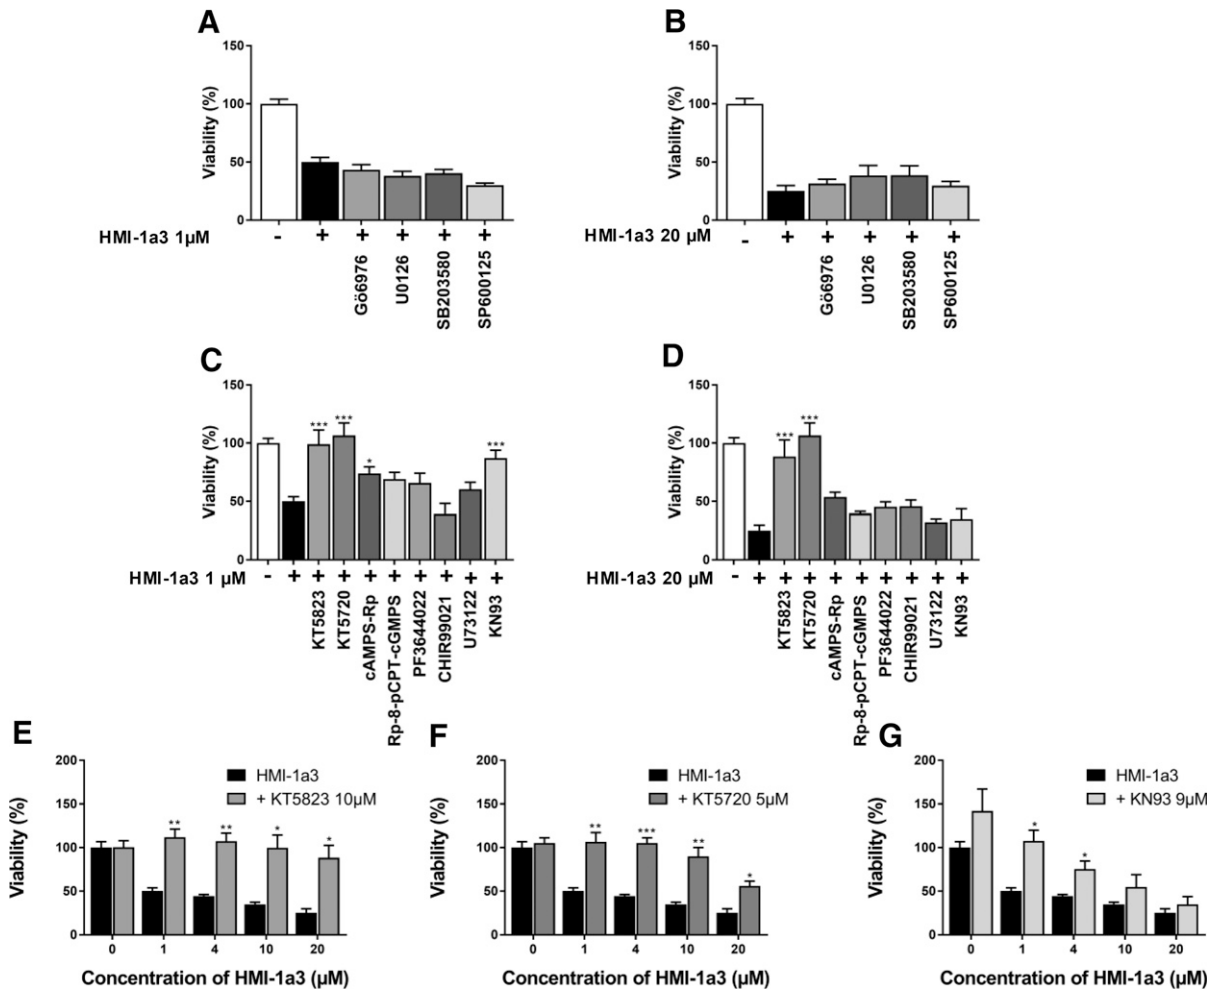 A
150
100
50
0
Viability (%)
HMI-1a3 1µM
- + + + + +
Gö6976
U0126
SB203580
SP600125
B
150
100
50
0
Viability (%)
HMI-1a3 20 µM
- + + + + +
Gö6976
U0126
SB203580
SP600125
C
150
100
50
0
Viability (%)
***
***
*
***
HMI-1a3 1 µM
- + + + + + + + + +
KT5823
KT5720
cAMPS-Rp
Rp-8-pCPT-cGMPS
PF3644022
CHIR99021
U73122
KN93
D
150
100
50
0
Viability (%)
***
***
HMI-1a3 20 µM
- + + + + + + + + +
KT5823
KT5720
cAMPS-Rp
Rp-8-pCPT-cGMPS
PF3644022
CHIR99021
U73122
KN93
E
200
150
100
50
0
Viability (%)
HMI-1a3
+ KT5823 10µM
** ** * *
0 1 4 10 20
Concentration of HMI-1a3 (µM)
F
200
150
100
50
0
Viability (%)
HMI-1a3
+ KT5720 5µM
** *** ** *
0 1 4 10 20
Concentration of HMI-1a3 (µM)
G
200
150
100
50
0
Viability (%)
HMI-1a3
+ KN93 9µM
* *
0 1 4 10 20
Concentration of HMI-1a3 (µM)